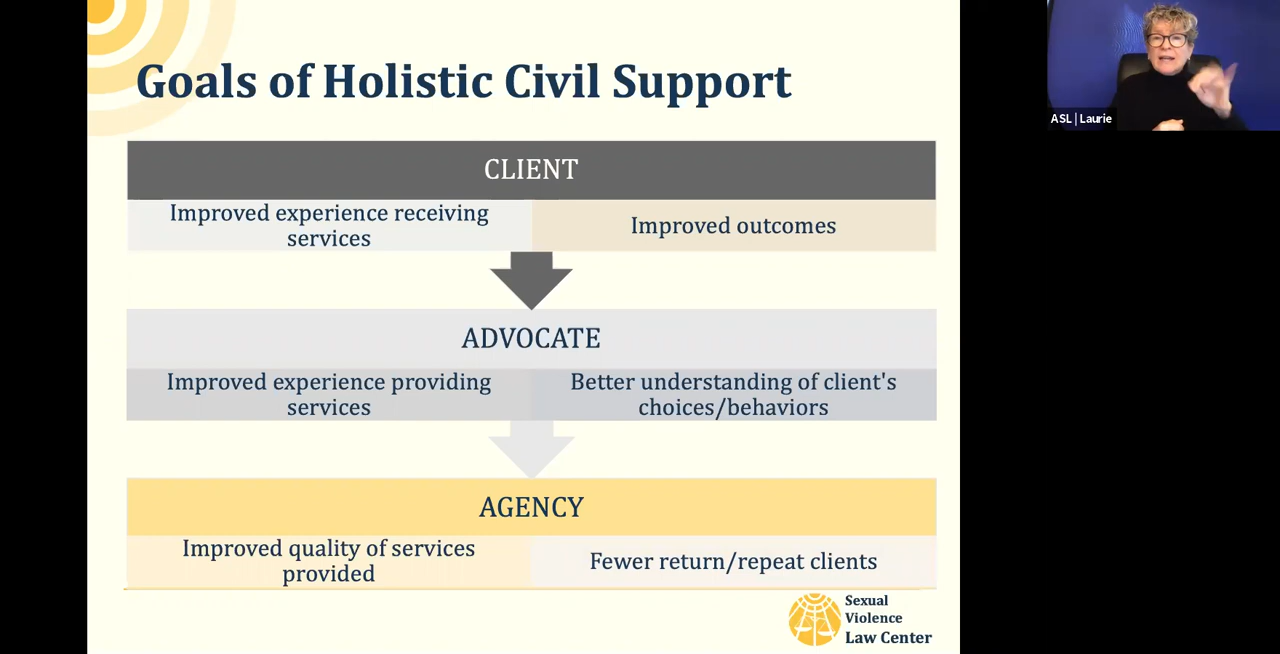 Goals of Holistic Civil Support
CLIENT
Improved experience receiving
services
Improved outcomes
ADVOCATE
Improved experience providing
services
Better understanding of client's
choices/behaviors
AGENCY
Improved quality of services
provided
Fewer return/repeat clients
Sexual
Violence
Law Center
ASL | Laurie